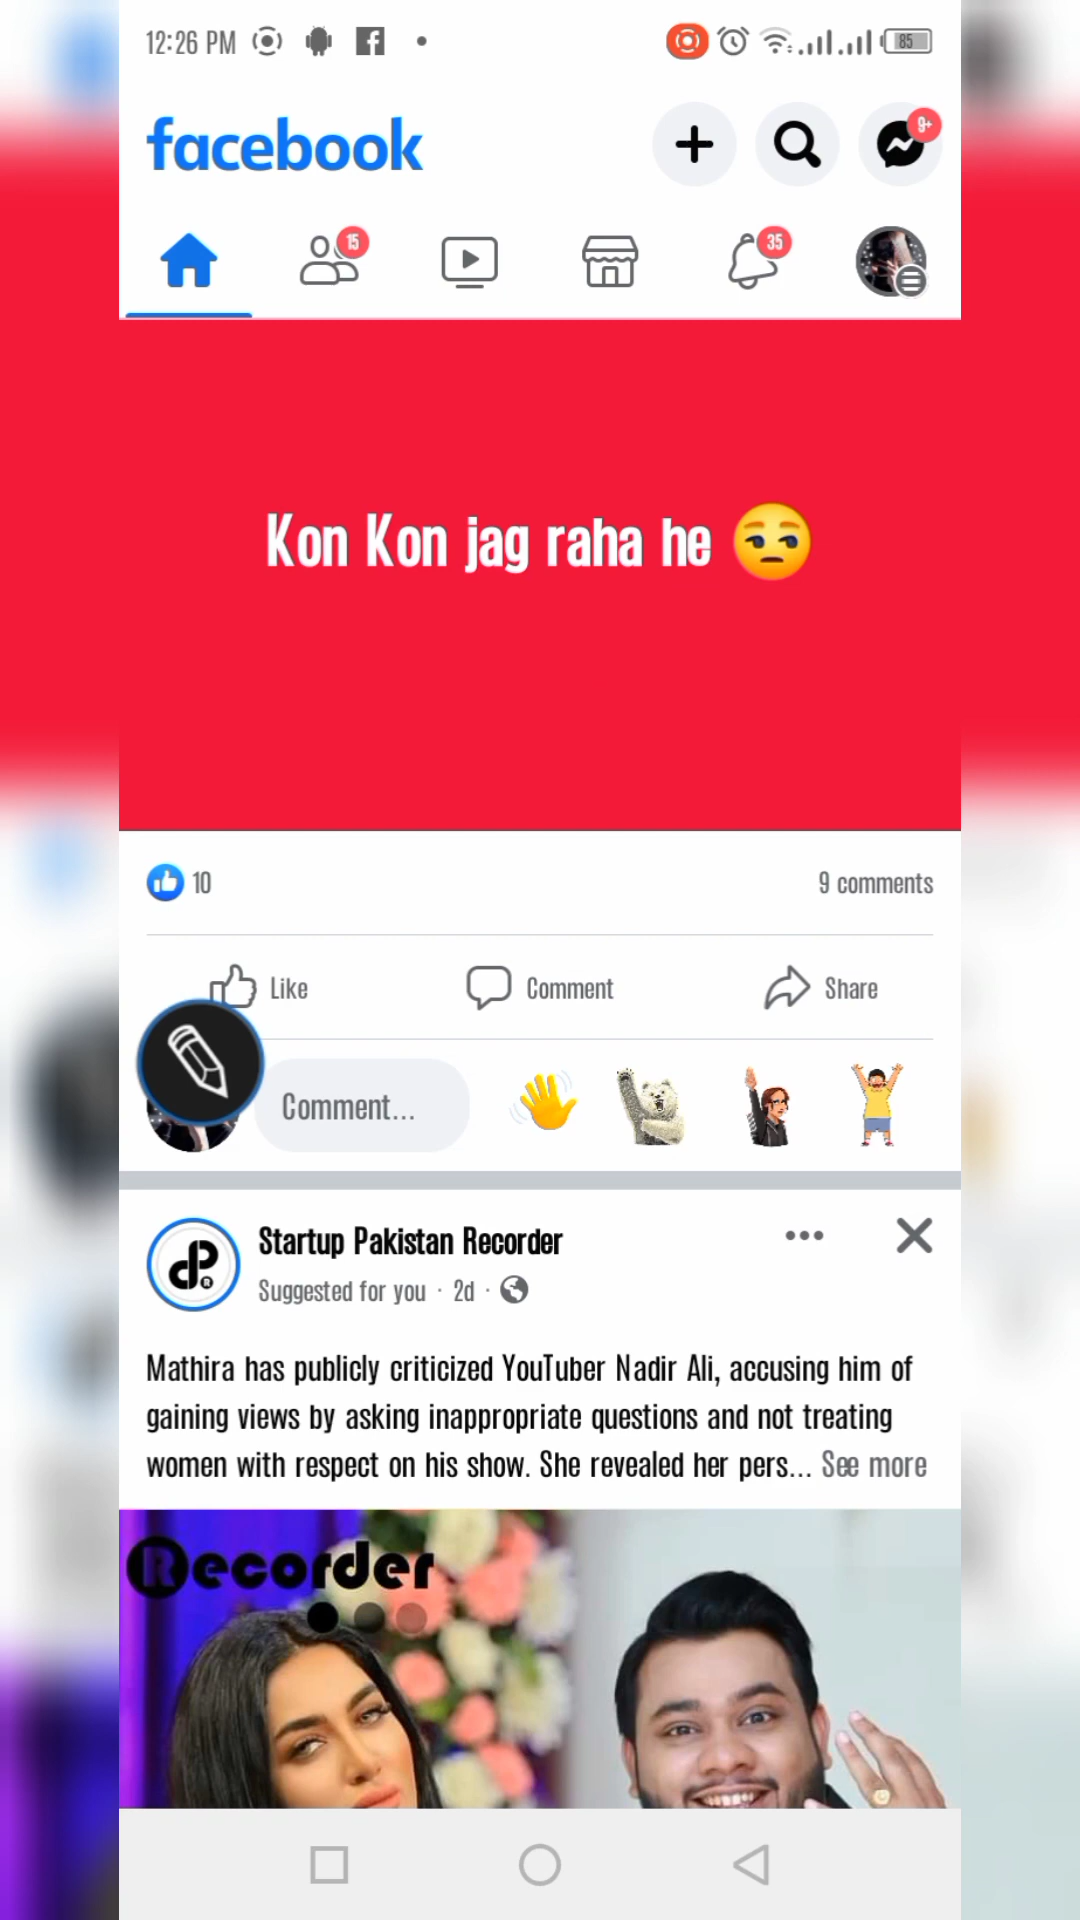 12:26 PM
85
facebook
9+
15
35
Kon Kon jag raha he 😒
10
9 comments
Like
Comment
Share
Comment...
Startup Pakistan Recorder
Suggested for you · 2d ·
Mathira has publicly criticized YouTuber Nadir Ali, accusing him of
gaining views by asking inappropriate questions and not treating
women with respect on his show. She revealed her pers... See more
Recorder